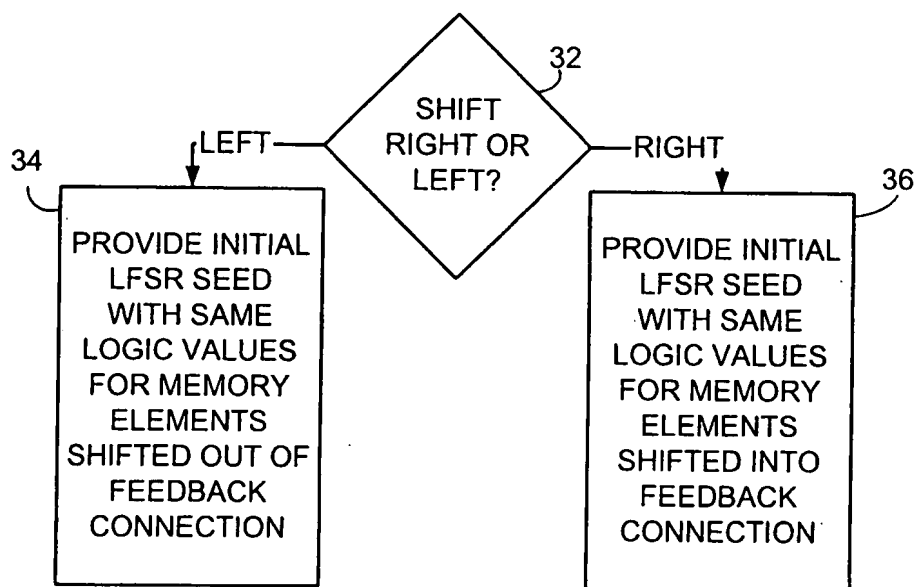 32
SHIFT
RIGHT OR
LEFT?
LEFT
RIGHT
34
PROVIDE INITIAL
LFSR SEED
WITH SAME
LOGIC VALUES
FOR MEMORY
ELEMENTS
SHIFTED OUT OF
FEEDBACK
CONNECTION
36
PROVIDE INITIAL
LFSR SEED
WITH SAME
LOGIC VALUES
FOR MEMORY
ELEMENTS
SHIFTED INTO
FEEDBACK
CONNECTION